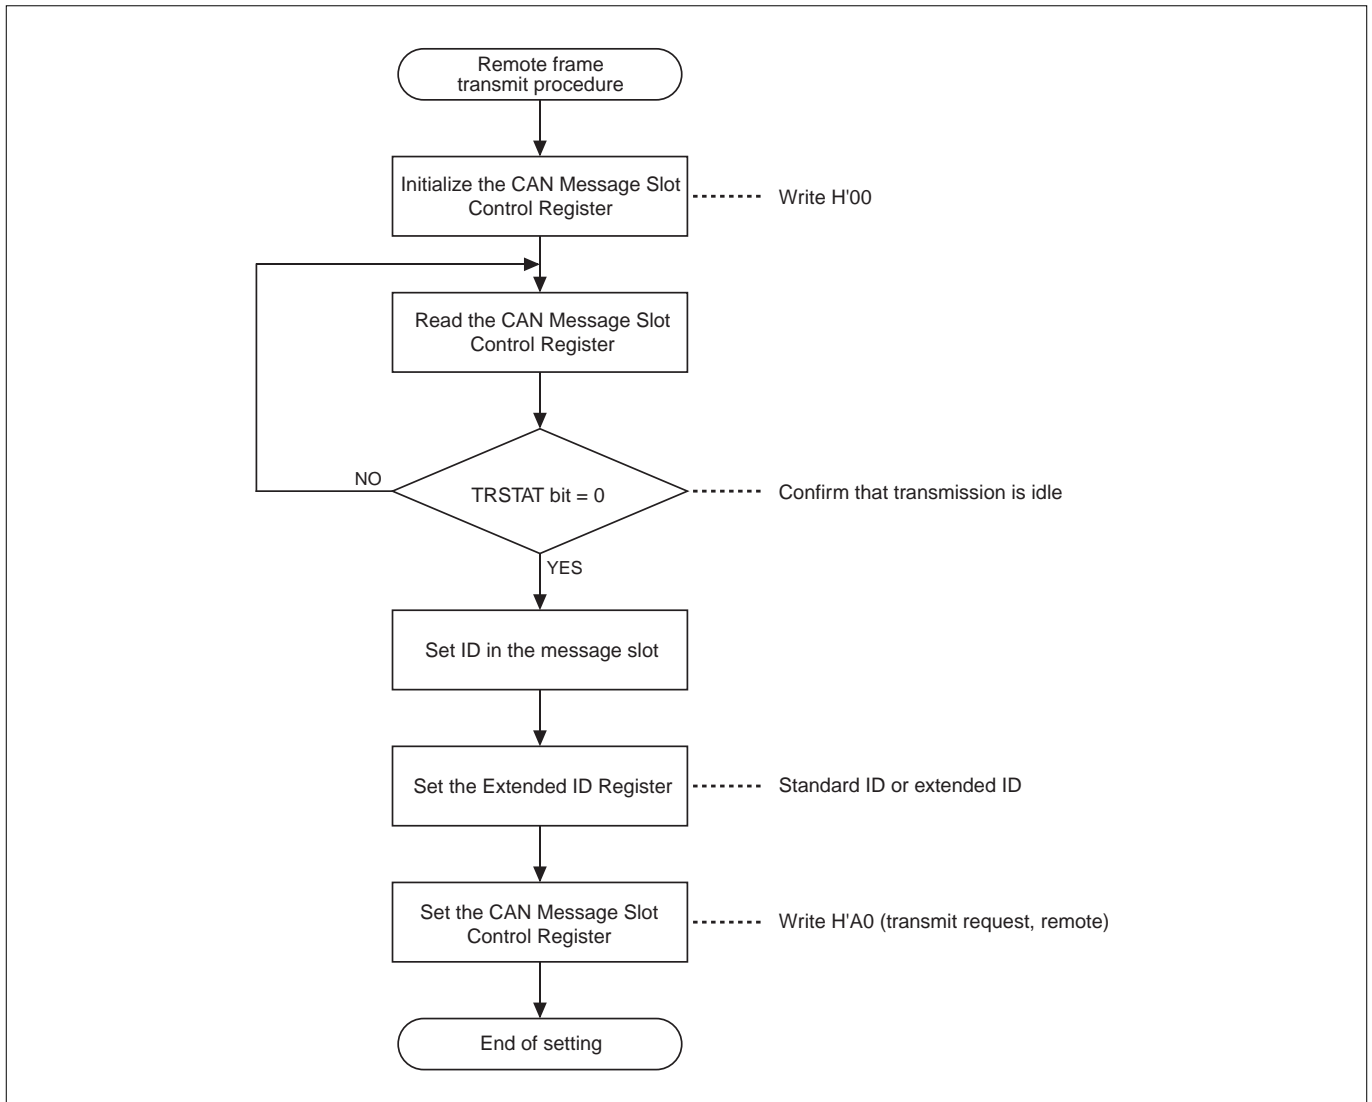 Remote frame
transmit procedure
Initialize the CAN Message Slot
Control Register
Write H'00
Read the CAN Message Slot
Control Register
NO
TRSTAT bit = 0
Confirm that transmission is idle
YES
Set ID in the message slot
Set the Extended ID Register
Standard ID or extended ID
Set the CAN Message Slot
Control Register
Write H'A0 (transmit request, remote)
End of setting